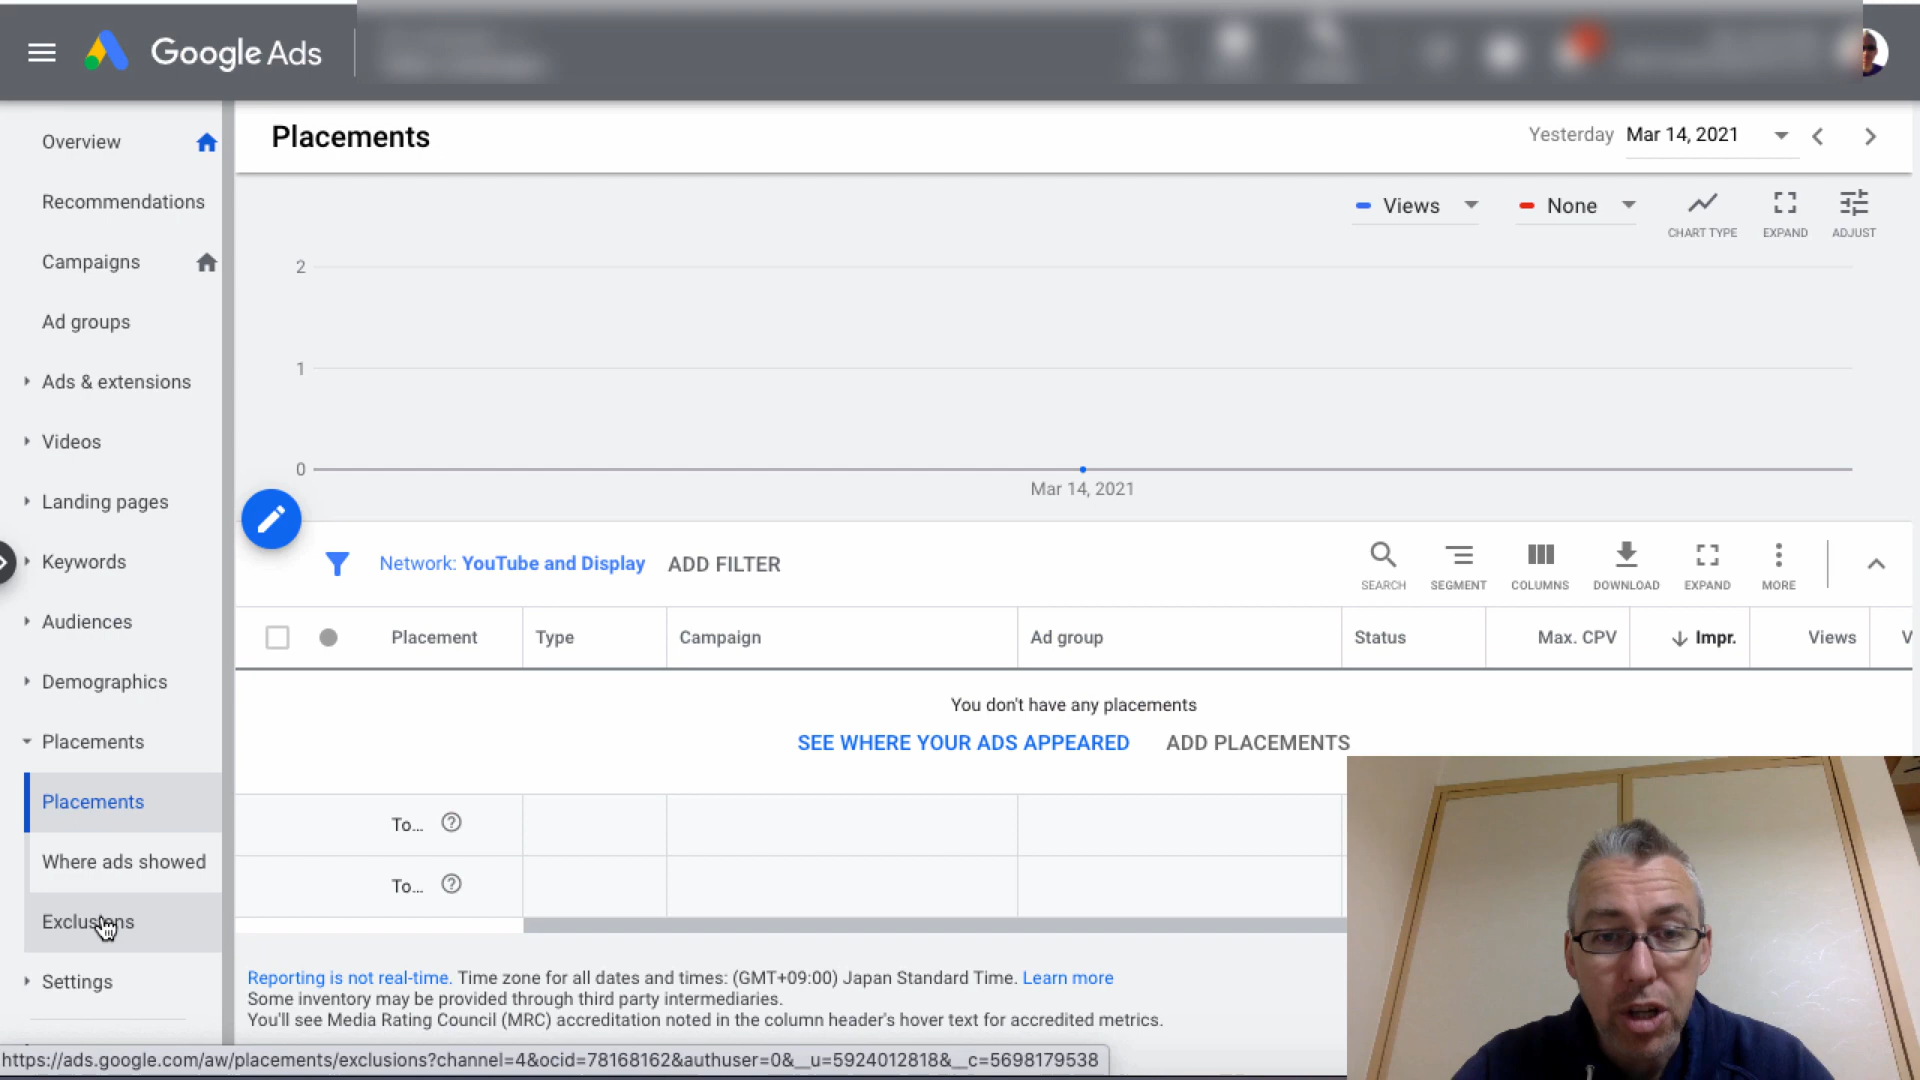 Google Ads
Overview
Recommendations
Campaigns
Ad groups
Ads & extensions
Videos
Landing pages
Keywords
Audiences
Demographics
Placements
Placements
Where ads showed
Exclusions
Settings
Placements
Yesterday Mar 14, 2021
Views
None
CHART TYPE
EXPAND
ADJUST
2
1
0
Mar 14, 2021
Network: YouTube and Display
ADD FILTER
SEARCH
SEGMENT
COLUMNS
DOWNLOAD
EXPAND
MORE
Placement
Type
Campaign
Ad group
Status
Max. CPV
Impr.
Views
V
You don't have any placements
SEE WHERE YOUR ADS APPEARED
ADD PLACEMENTS
To...
To...
Reporting is not real-time. Time zone for all dates and times: (GMT+09:00) Japan Standard Time. Learn more
Some inventory may be provided through third party intermediaries.
You'll see Media Rating Council (MRC) accreditation noted in the column header's hover text for accredited metrics.
https://ads.google.com/aw/placements/exclusions?channel=4&ocid=78168162&authuser=0&__u=5924012818&__c=5698179538